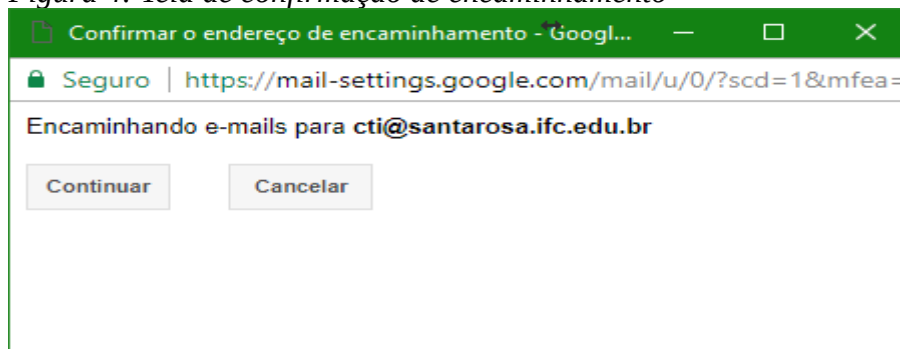 Figura 4: Tela de confirmação de encaminhamento
Confirmar o endereço de encaminhamento - Googl...
Seguro | https://mail-settings.google.com/mail/u/0/?scd=1&mfea=
Encaminhando e-mails para cti@santarosa.ifc.edu.br
Continuar Cancelar